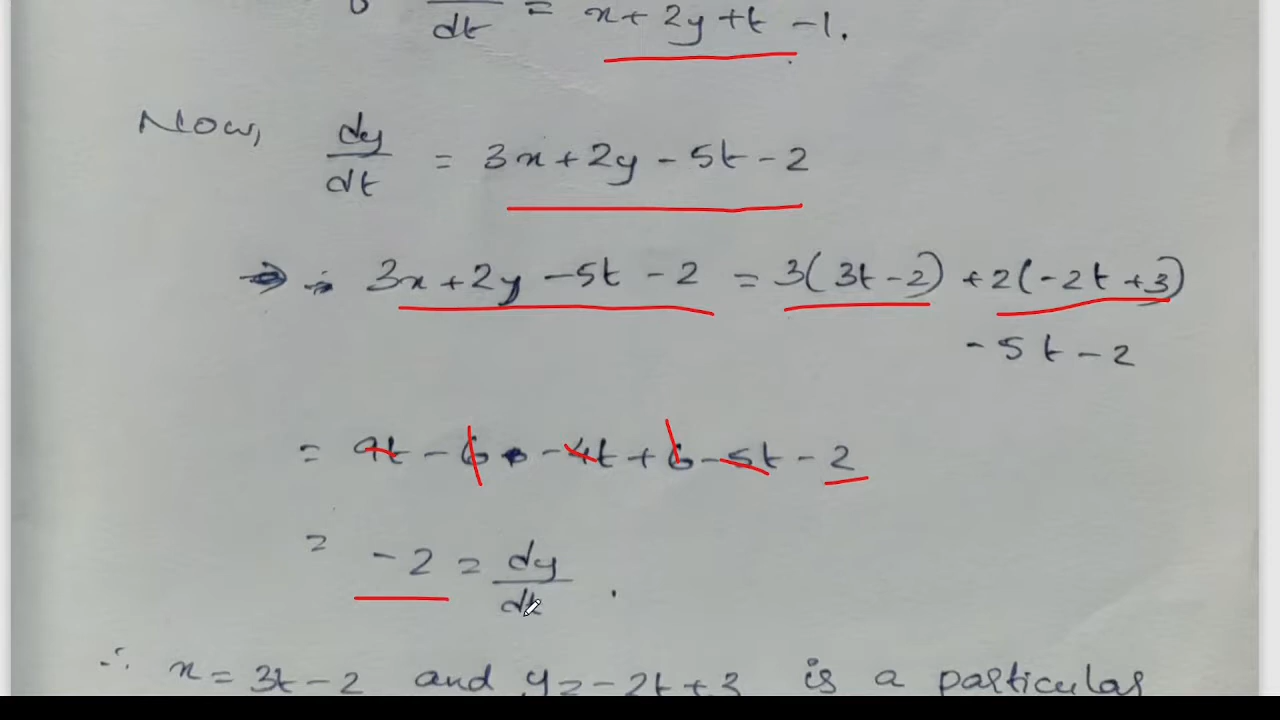 dt = x + 2y + t - 1.
Now, dy/dt = 3x + 2y - 5t - 2
∴ 3x + 2y - 5t - 2 = 3(3t - 2) + 2(-2t + 3)
- 5t - 2
= 9t - 6 - 4t + 6 - 5t - 2
= -2 = dy/dt .
∴ x = 3t - 2 and y = -2t + 3 is a particular